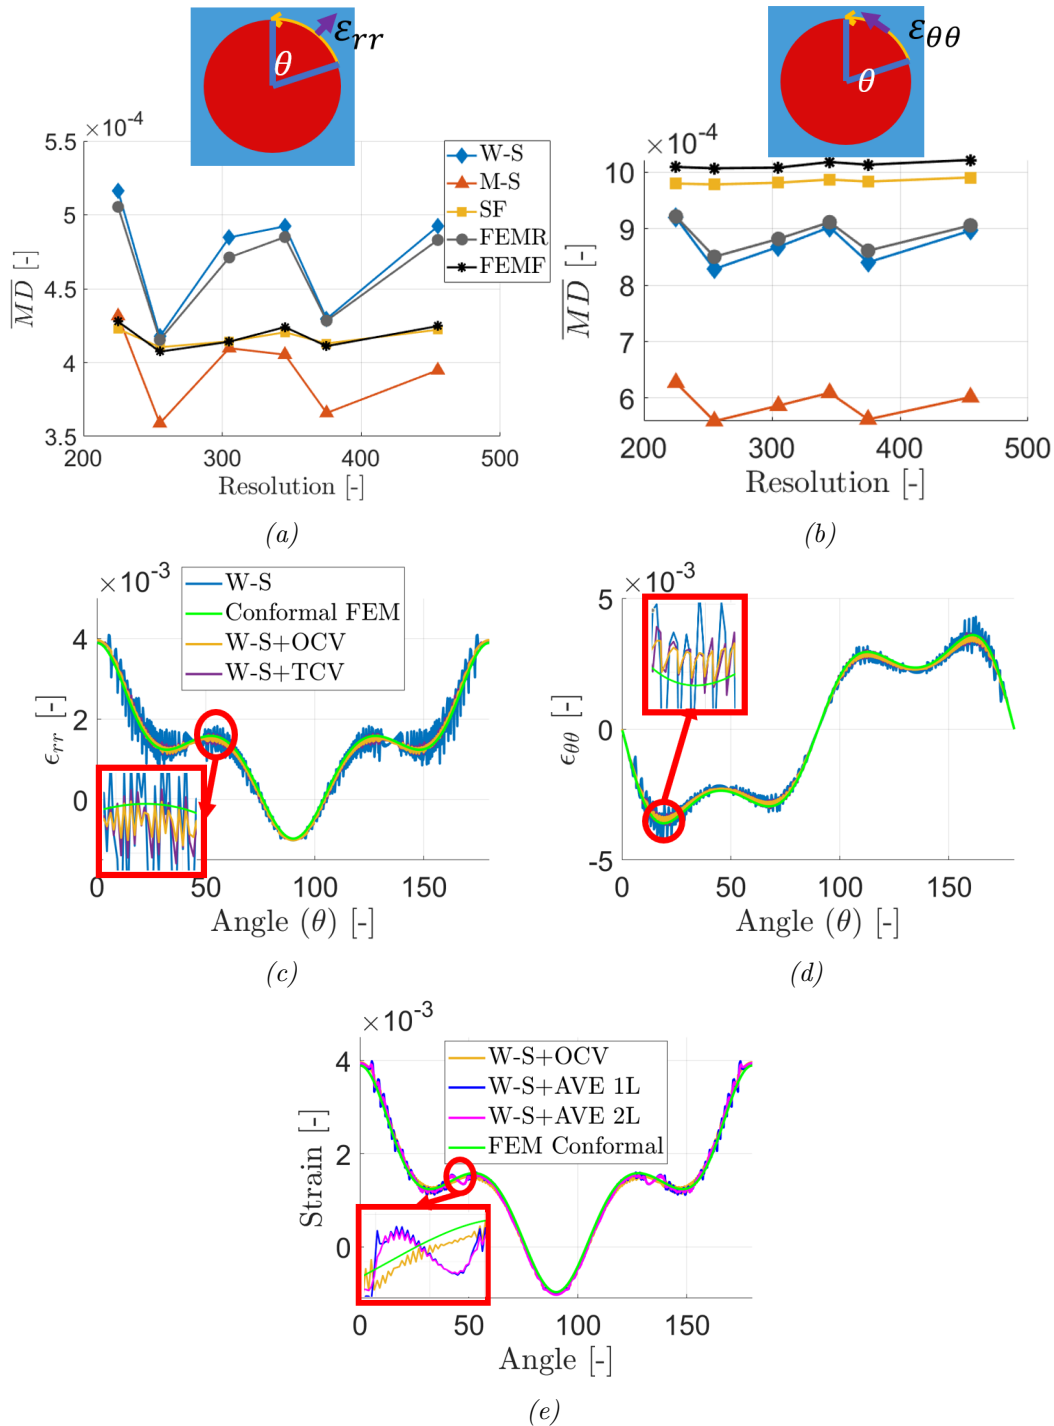 ε_rr
θ
×10^-4
5.5
5
4.5
4
3.5
200 300 400 500
M̅D̅ [-]
Resolution [-]
W-S
M-S
SF
FEMR
FEMF
(a)
ε_θθ
θ
×10^-4
10
9
8
7
6
200 300 400 500
M̅D̅ [-]
Resolution [-]
(b)
×10^-3
W-S
Conformal FEM
W-S+OCV
W-S+TCV
4
2
0
0 50 100 150
ϵ_rr [-]
Angle (θ) [-]
(c)
×10^-3
5
0
-5
0 50 100 150
ϵ_θθ [-]
Angle (θ) [-]
(d)
×10^-3
W-S+OCV
W-S+AVE 1L
W-S+AVE 2L
FEM Conformal
4
2
0
0 50 100 150
Strain [-]
Angle [-]
(e)